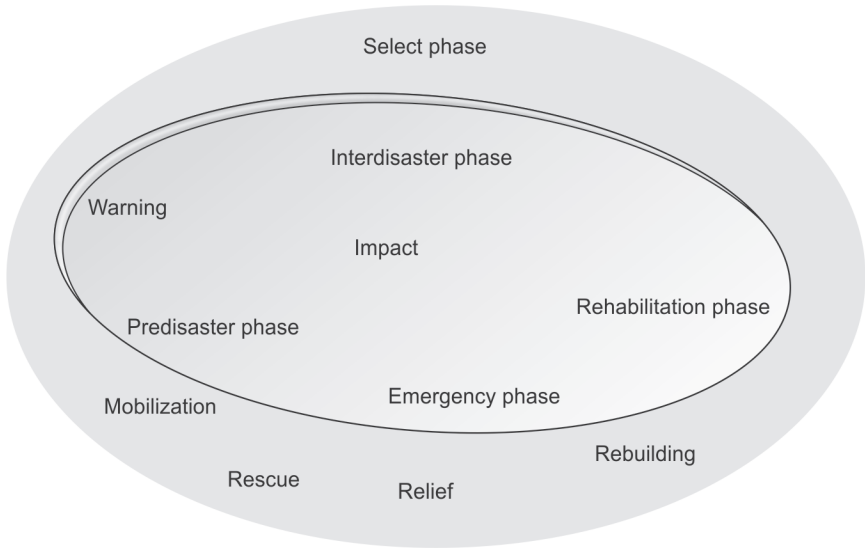 Select phase
Interdisaster phase
Warning
Impact
Rehabilitation phase
Predisaster phase
Emergency phase
Mobilization
Rebuilding
Rescue
Relief